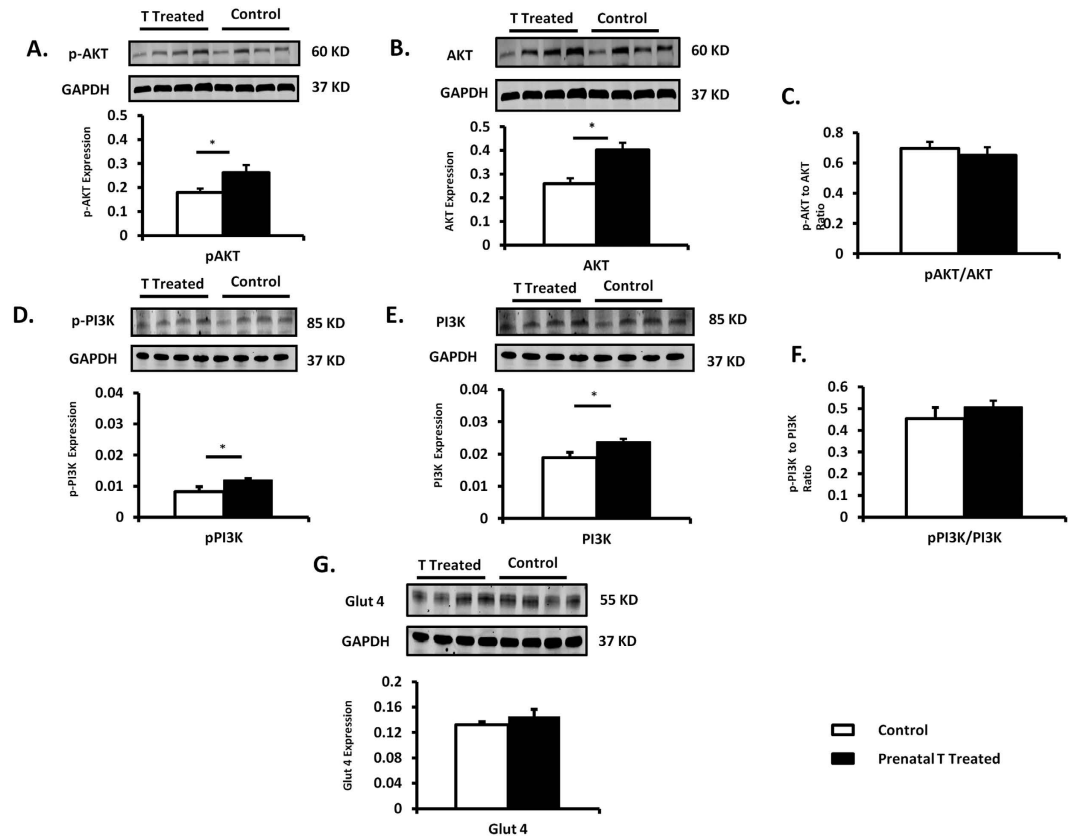 A.
T Treated Control
p-AKT 60 KD
GAPDH 37 KD
p-AKT Expression
0.5
0.4
0.3
0.2
0.1
0
*
pAKT
B.
T Treated Control
AKT 60 KD
GAPDH 37 KD
AKT Expression
0.5
0.4
0.3
0.2
0.1
0
*
AKT
C.
p-AKT to AKT
Ratio
0.8
0.6
0.4
0.2
0
pAKT/AKT
D.
T Treated Control
p-PI3K 85 KD
GAPDH 37 KD
p-PI3K Expression
0.04
0.03
0.02
0.01
0
*
pPI3K
E.
T Treated Control
PI3K 85 KD
GAPDH 37 KD
PI3K Expression
0.04
0.03
0.02
0.01
0
*
PI3K
F.
p-PI3K to PI3K
Ratio
0.6
0.5
0.4
0.3
0.2
0.1
0
pPI3K/PI3K
G.
T Treated Control
Glut 4 55 KD
GAPDH 37 KD
Glut 4 Expression
0.2
0.16
0.12
0.08
0.04
0
Glut 4
Control
Prenatal T Treated